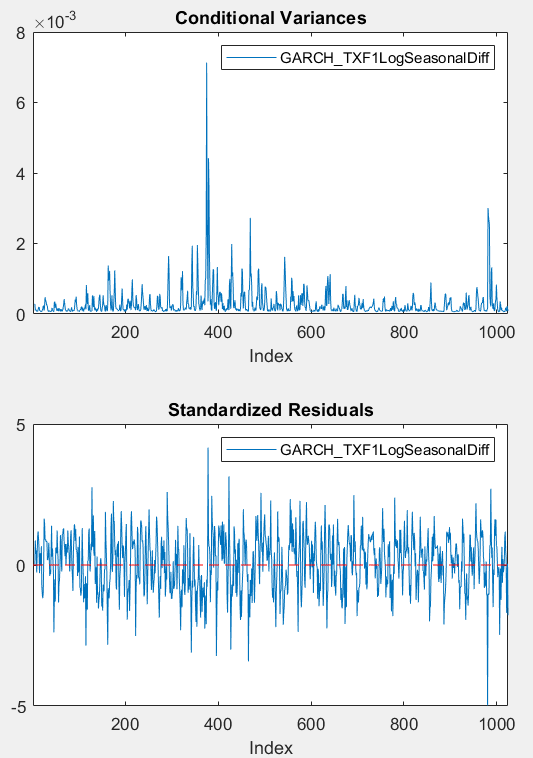 Conditional Variances
×10-3
GARCH_TXF1LogSeasonalDiff
8
6
4
2
0
200 400 600 800 1000
Index
Standardized Residuals
GARCH_TXF1LogSeasonalDiff
5
0
-5
200 400 600 800 1000
Index